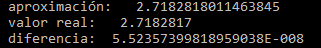 aproximación:   2.7182818011463845
valor real:   2.7182817
diferencia:  5.52357399818959038E-008